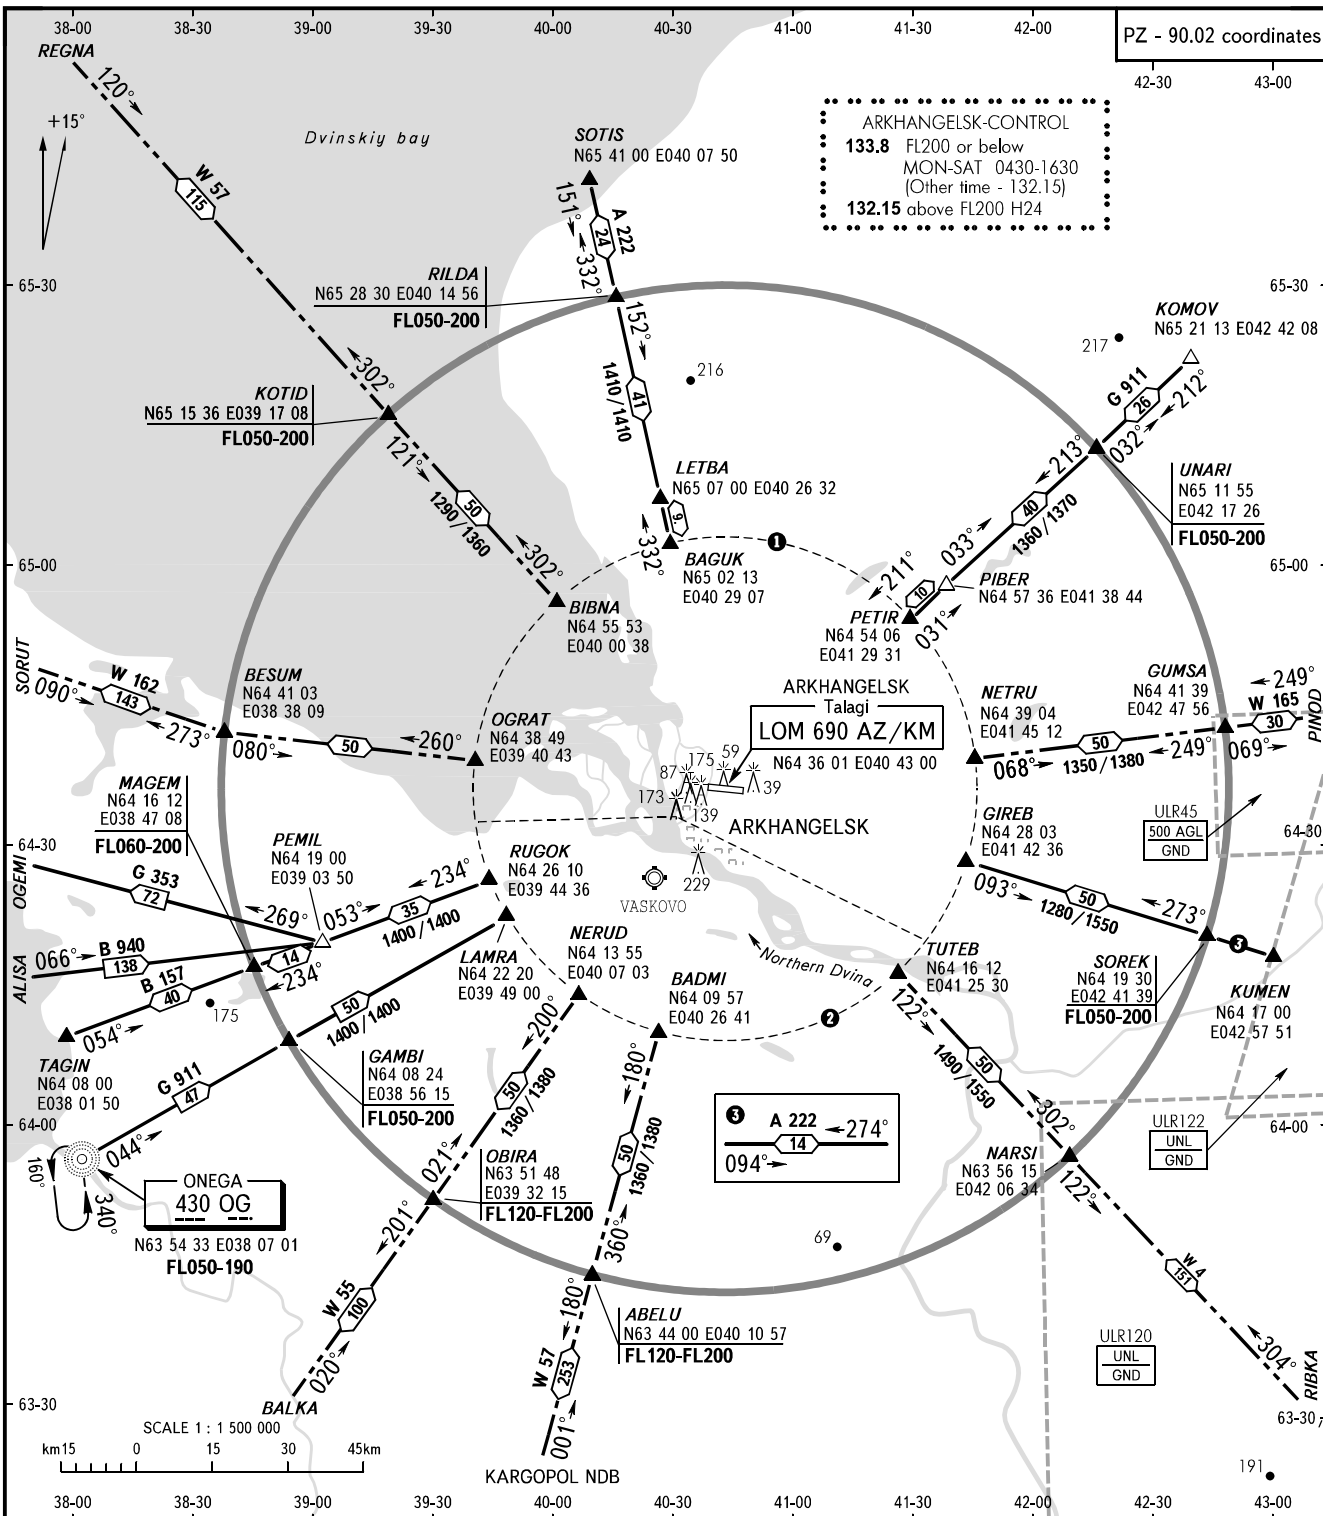 38-00 38-30 39-00 39-30 40-00 40-30 41-00 41-30 42-00
PZ - 90.02 coordinates
42-30 43-00
REGNA
120°
+15°
Dvinskiy bay
W 57
115
SOTIS
N65 41 00 E040 07 50
ARKHANGELSK-CONTROL
133.8 FL200 or below
MON-SAT 0430-1630
(Other time - 132.15)
132.15 above FL200 H24
151°
A 222
24
332°
65-30
65-30
RILDA
N65 28 30 E040 14 56
FL050-200
152°
1410/1410
41
216
217
KOMOV
N65 21 13 E042 42 08
G 911
26
212°
032°
302°
KOTID
N65 15 36 E039 17 08
FL050-200
121°
50
1290/1360
302°
LETBA
N65 07 00 E040 26 32
9
332°
BAGUK
N65 02 13
E040 29 07
1
213°
40
1360/1370
033°
UNARI
N65 11 55
E042 17 26
FL050-200
65-00
65-00
BIBNA
N64 55 53
E040 00 38
211°
10
PIBER
N64 57 36 E041 38 44
PETIR
N64 54 06
E041 29 31
031°
SORUT
090°
W 162
143
273°
BESUM
N64 41 03
E038 38 09
080°
50
260°
OGRAT
N64 38 49
E039 40 43
ARKHANGELSK
Talagi
LOM 690 AZ/KM
N64 36 01 E040 43 00
NETRU
N64 39 04
E041 45 12
068°
50
1350/1380
249°
GUMSA
N64 41 39
E042 47 56
249°
W 165
30
069°
PINOD
87
175
59
39
173
139
ARKHANGELSK
229
VASKOVO
MAGEM
N64 16 12
E038 47 08
FL060-200
GIREB
N64 28 03
E041 42 36
ULR45
500 AGL
GND
64-30
64-30
OGEMI
G 353
72
PEMIL
N64 19 00
E039 03 50
269°
053°
35
234°
1400/1400
RUGOK
N64 26 10
E039 44 36
093°
50
1280/1550
273°
3
ALISA
066°
B 940
138
B 157
40
14
234°
175
054°
TAGIN
N64 08 00
E038 01 50
LAMRA
N64 22 20
E039 49 00
50
1400/1400
NERUD
N64 13 55
E040 07 03
BADMI
N64 09 57
E040 26 41
Northern Dvina
TUTEB
N64 16 12
E041 25 30
SOREK
N64 19 30
E042 41 39
FL050-200
KUMEN
N64 17 00
E042 57 51
2
G 911
47
044°
GAMBI
N64 08 24
E038 56 15
FL050-200
200°
50
1360/1380
021°
180°
50
1360/1380
360°
122°
50
1490/1550
302°
64-00
64-00
3
A 222
14
274°
094°
ULR122
UNL
GND
NARSI
N63 56 15
E042 06 34
122°
160°
340°
ONEGA
430 OG
N63 54 33 E038 07 01
FL050-190
OBIRA
N63 51 48
E039 32 15
FL120-FL200
201°
W 55
100
020°
BALKA
69
ABELU
N63 44 00 E040 10 57
FL120-FL200
180°
W 57
253
001°
KARGOPOL NDB
W 4
151
304°
RIBKA
ULR120
UNL
GND
63-30
63-30
SCALE 1 : 1 500 000
km15 0 15 30 45km
191
38-00 38-30 39-00 39-30 40-00 40-30 41-00 41-30 42-00 42-30 43-00